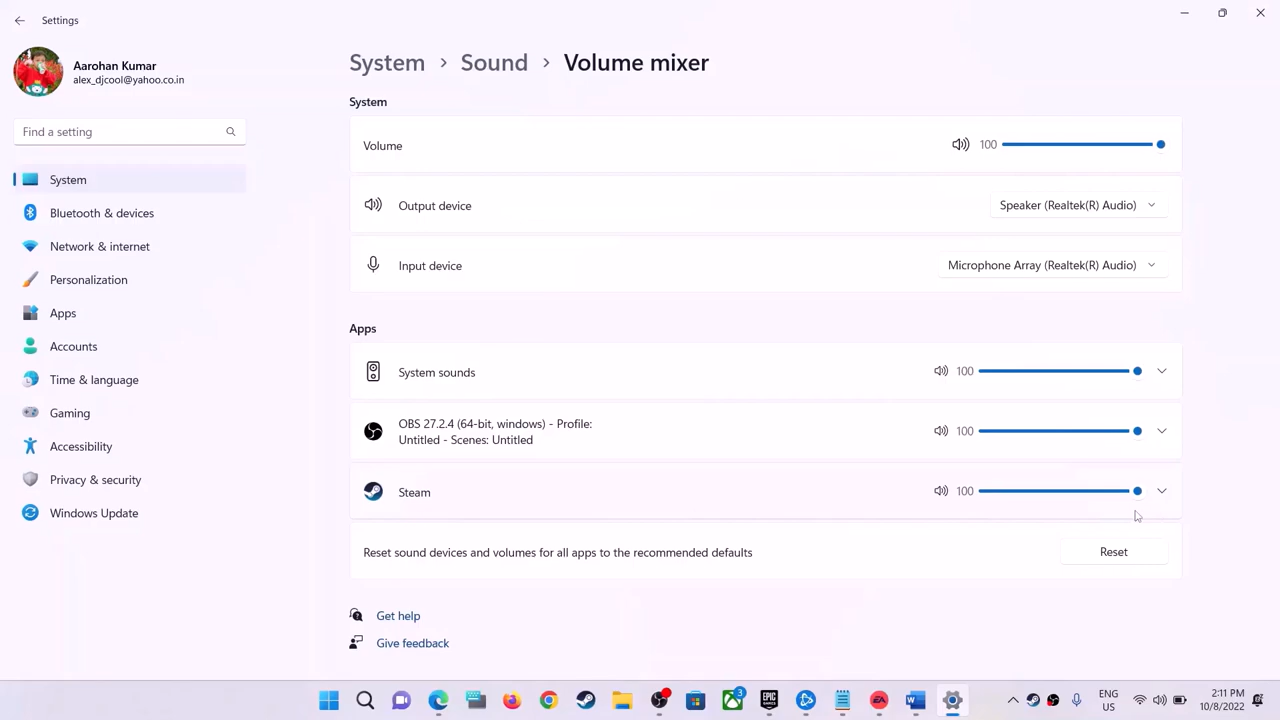 Settings
Aarohan Kumar
alex_djcool@yahoo.co.in
Find a setting
System
Bluetooth & devices
Network & internet
Personalization
Apps
Accounts
Time & language
Gaming
Accessibility
Privacy & security
Windows Update
System > Sound > Volume mixer
System
Volume 100
Output device Speaker (Realtek(R) Audio)
Input device Microphone Array (Realtek(R) Audio)
Apps
System sounds 100
OBS 27.2.4 (64-bit, windows) - Profile:
Untitled - Scenes: Untitled 100
Steam 100
Reset sound devices and volumes for all apps to the recommended defaults Reset
Get help
Give feedback
3
EPIC
GAMES
EA
W
ENG
US
2:11 PM
10/8/2022